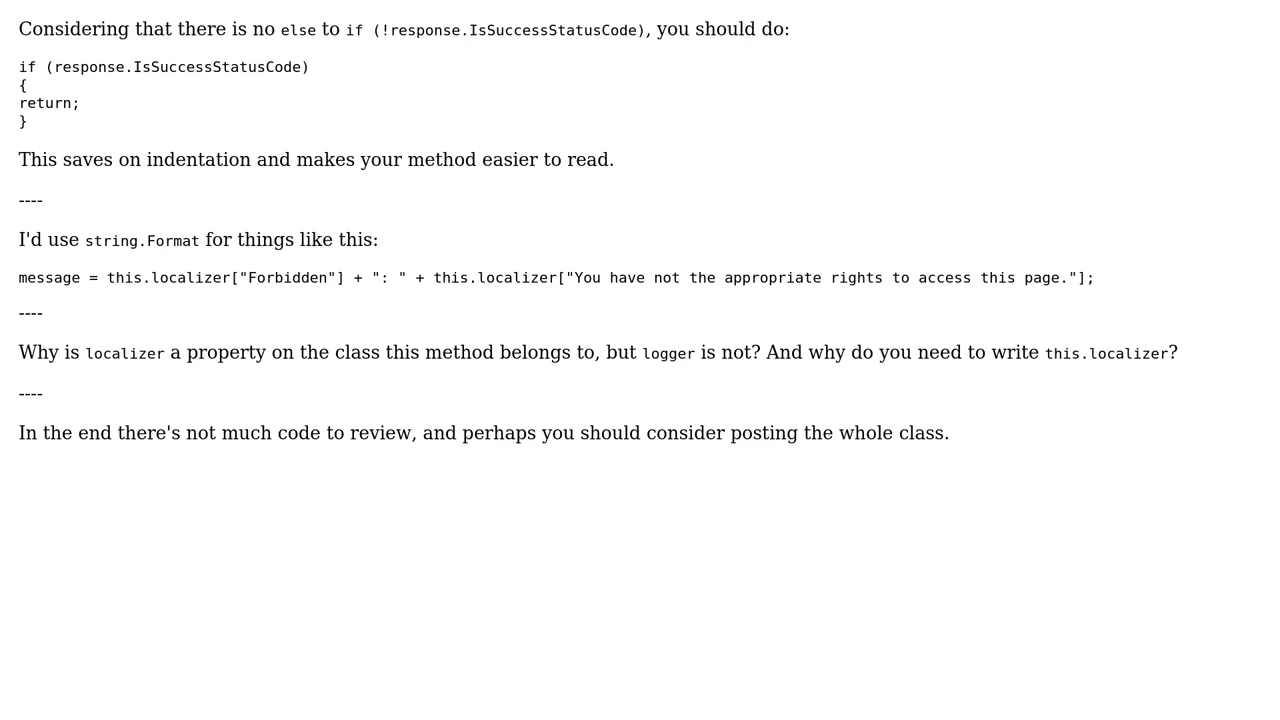 Considering that there is no else to if (!response.IsSuccessStatusCode), you should do:
if (response.IsSuccessStatusCode)
{
return;
}
This saves on indentation and makes your method easier to read.
----
I'd use string.Format for things like this:
message = this.localizer["Forbidden"] + ": " + this.localizer["You have not the appropriate rights to access this page."];
----
Why is localizer a property on the class this method belongs to, but logger is not? And why do you need to write this.localizer?
----
In the end there's not much code to review, and perhaps you should consider posting the whole class.